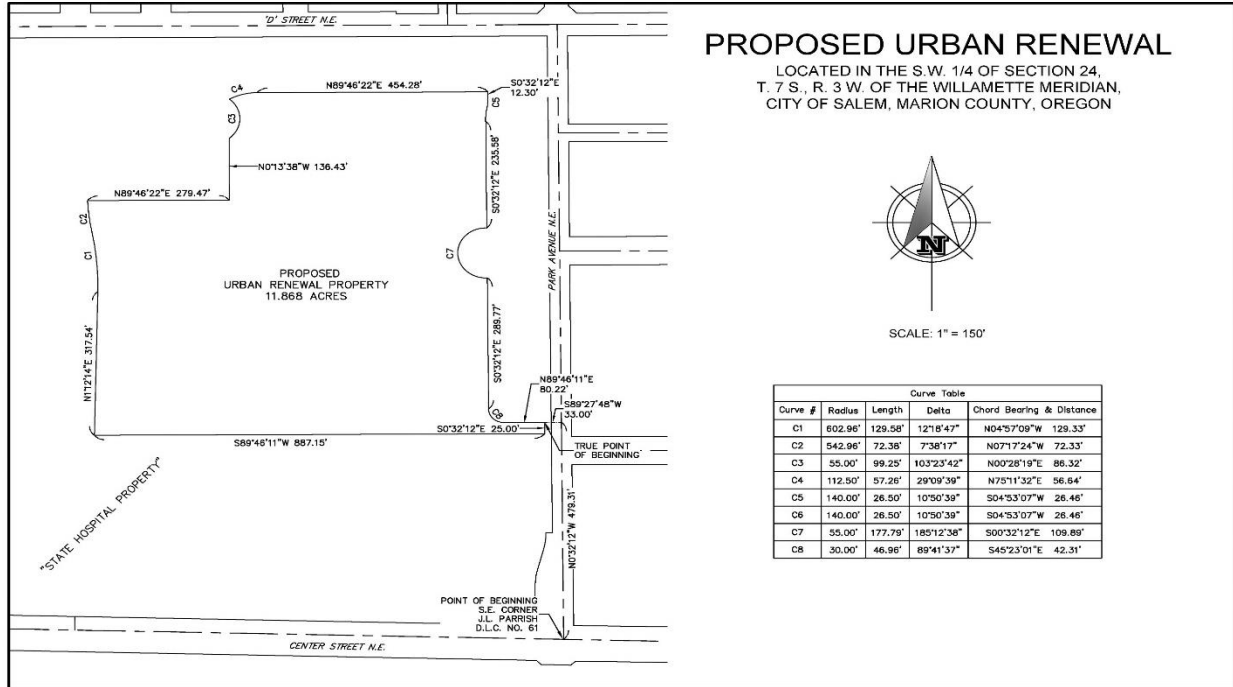 'D' STREET N.E.
C4
N89°46'22"E 454.28'
S0°32'12"E
12.30'
C5
C3
N0°13'38"W 136.43'
S0°32'12"E 235.58'
N89°46'22"E 279.47'
C2
C1
C7
PARK AVENUE N.E.
PROPOSED
URBAN RENEWAL PROPERTY
11.868 ACRES
N1°12'14"E 317.54'
S0°32'12"E 289.77'
N89°46'11"E
80.22'
C8
S89°27'48"W
33.00'
S0°32'12"E 25.00'
S89°46'11"W 887.15'
TRUE POINT
OF BEGINNING
"STATE HOSPITAL PROPERTY"
N0°32'12"W 479.31'
POINT OF BEGINNING
S.E. CORNER
J.L. PARRISH
D.L.C. NO. 61
CENTER STREET N.E.
PROPOSED URBAN RENEWAL
LOCATED IN THE S.W. 1/4 OF SECTION 24,
T. 7 S., R. 3 W. OF THE WILLAMETTE MERIDIAN,
CITY OF SALEM, MARION COUNTY, OREGON
N
SCALE: 1" = 150'
Curve Table
Curve # Radius Length Delta Chord Bearing & Distance
C1 602.96' 129.58' 12°18'47" N04°57'09"W 129.33'
C2 542.96' 72.38' 7°38'17" N07°17'24"W 72.33'
C3 55.00' 99.25' 103°23'42" N00°28'19"E 86.32'
C4 112.50' 57.26' 29°09'39" N75°11'32"E 56.64'
C5 140.00' 26.50' 10°50'39" S04°53'07"W 26.46'
C6 140.00' 26.50' 10°50'39" S04°53'07"W 26.46'
C7 55.00' 177.79' 185°12'38" S00°32'12"E 109.89'
C8 30.00' 46.96' 89°41'37" S45°23'01"E 42.31'